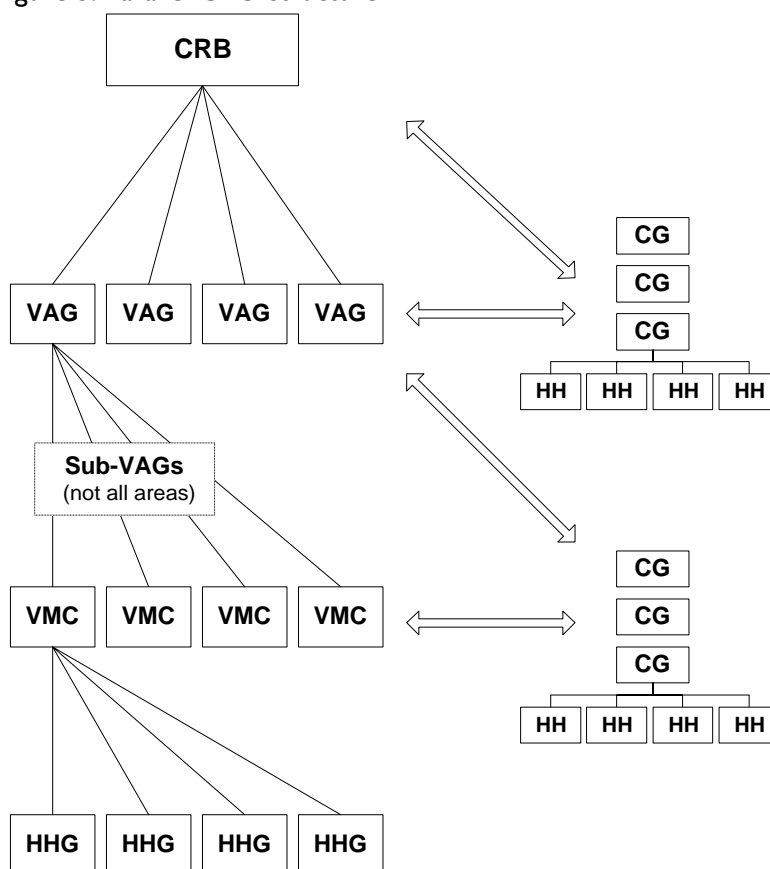 CRB
CG
CG
VAG VAG VAG VAG
CG
HH HH HH HH
Sub-VAGs
(not all areas)
CG
VMC VMC VMC VMC
CG
CG
HH HH HH HH
HHG HHG HHG HHG